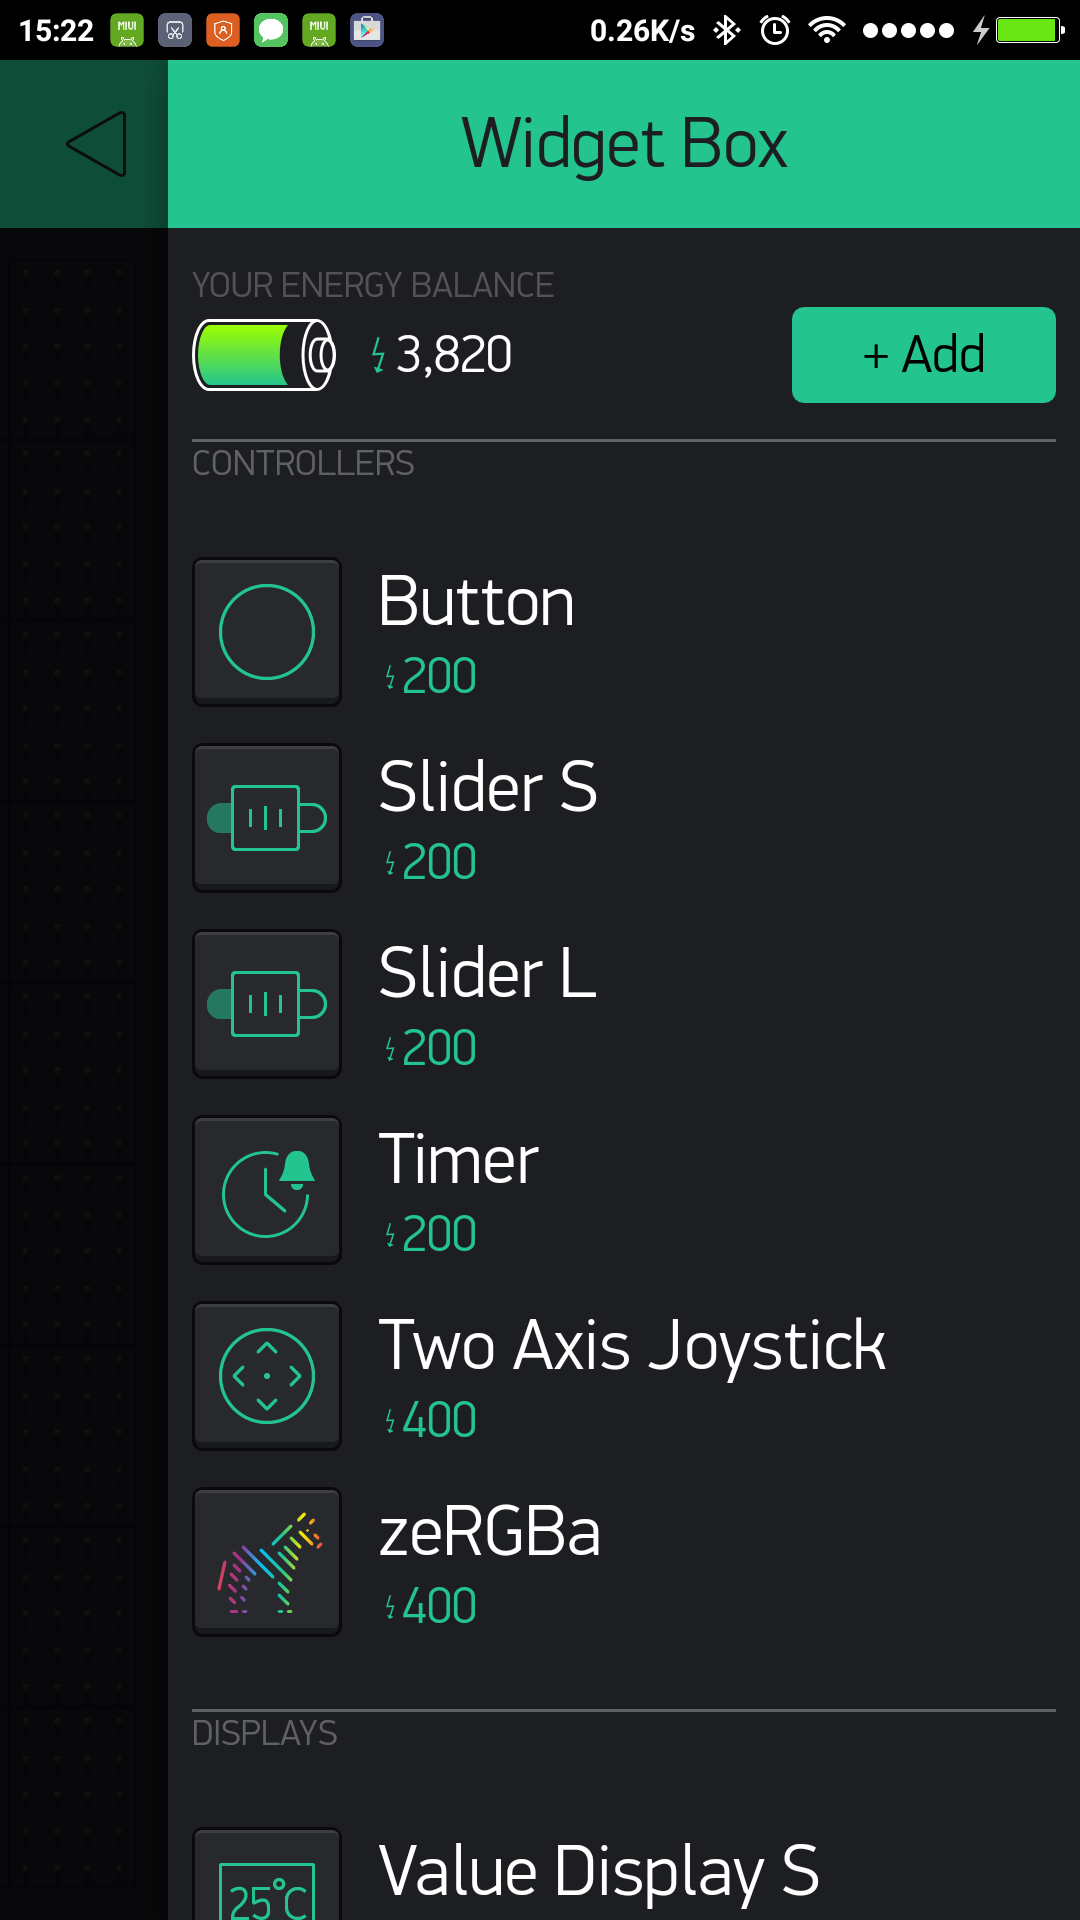 15:22 MIUI MIUI 0.26K/s
Widget Box
YOUR ENERGY BALANCE
3,820
+ Add
CONTROLLERS
Button
200
Slider S
200
Slider L
200
Timer
200
Two Axis Joystick
400
zeRGBa
400
DISPLAYS
Value Display S
25°C